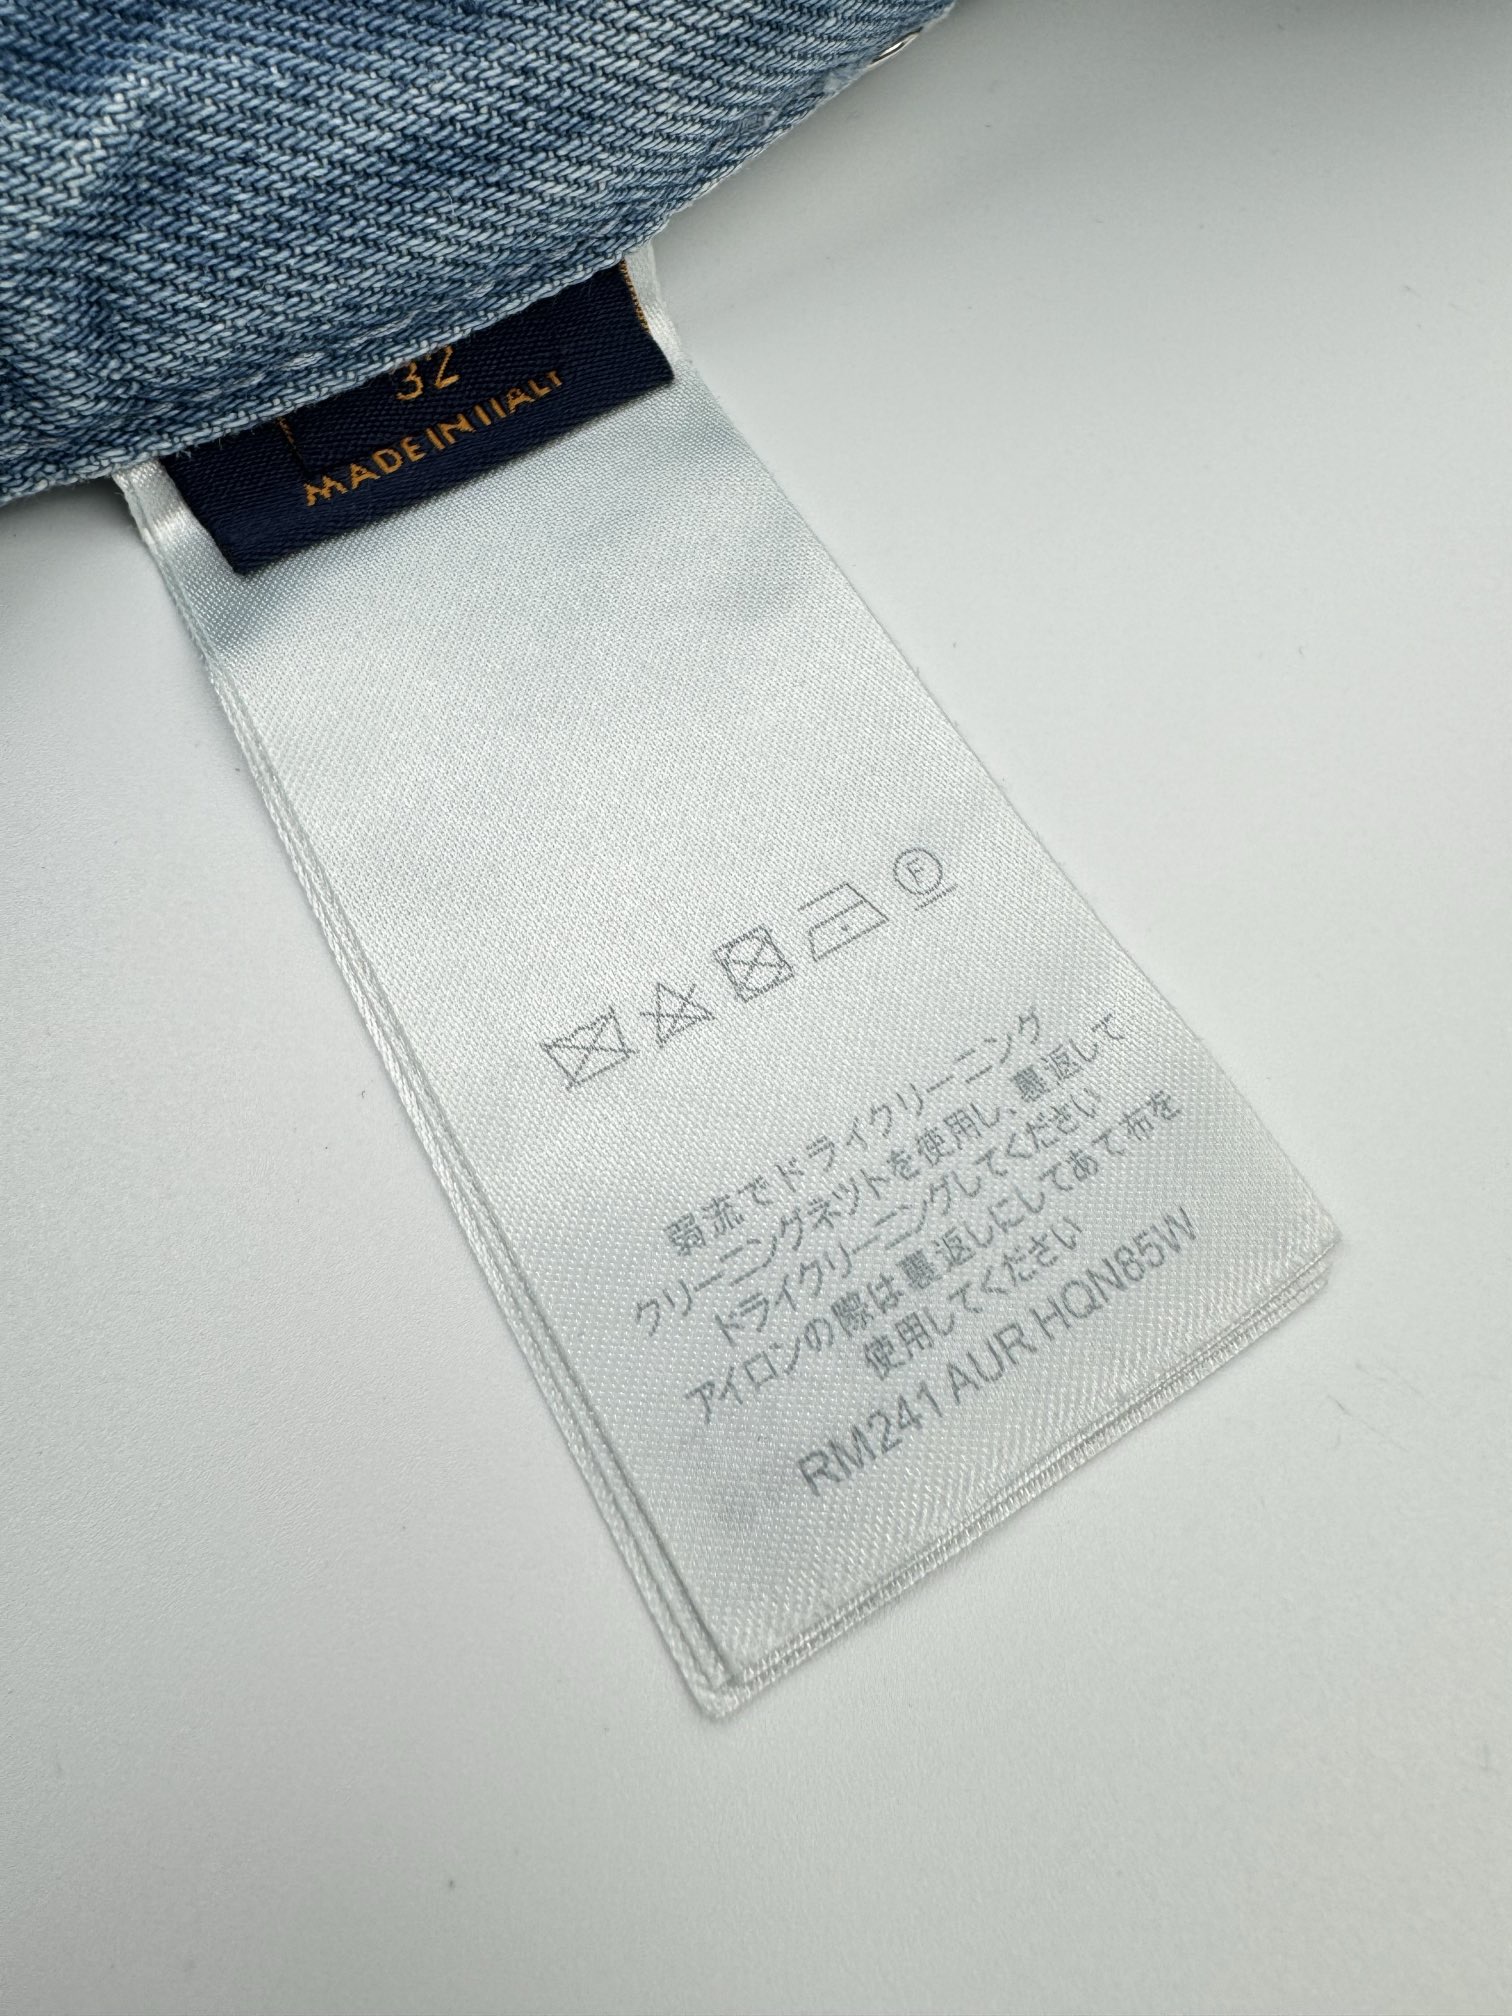 32
MADE IN ITALY
F
弱流でドライクリーニング
クリーニングネットを使用し、裏返して
ドライクリーニングしてください
アイロンの際は裏返しにしてあて布を
使用してください
RM241 AUR HQN85W